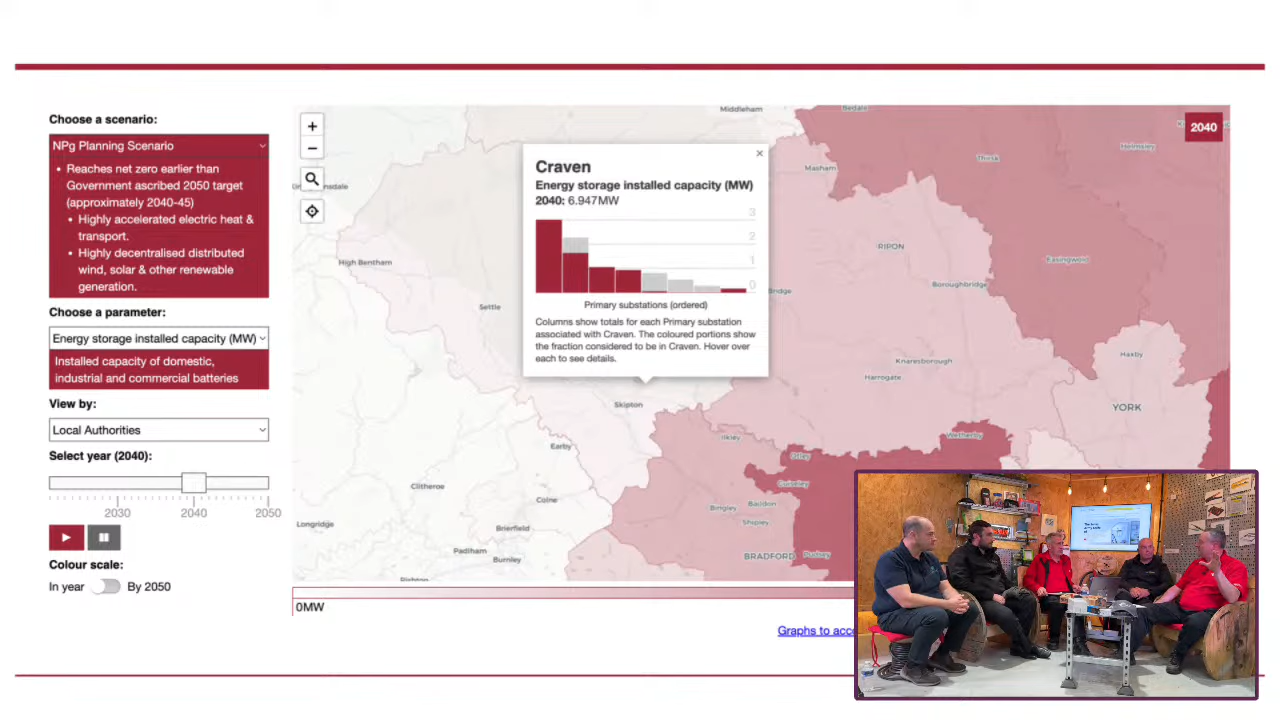 Choose a scenario:
NPg Planning Scenario
Reaches net zero earlier than
Government ascribed 2050 target
(approximately 2040-45)
Highly accelerated electric heat &
transport.
Highly decentralised distributed
wind, solar & other renewable
generation.
Choose a parameter:
Energy storage installed capacity (MW)
Installed capacity of domestic,
industrial and commercial batteries
View by:
Local Authorities
Select year (2040):
2030 2040 2050
Colour scale:
In year By 2050
+
−
2040
Craven
Energy storage installed capacity (MW)
2040: 6.947MW
3
2
1
0
Primary substations (ordered)
Columns show totals for each Primary substation
associated with Craven. The coloured portions show
the fraction considered to be in Craven. Hover over
each to see details.
Middleham
Bedale
Helmsley
Thirsk
Masham
High Bentham
RIPON
Easingwold
Boroughbridge
Settle
Haxby
Knaresborough
Harrogate
Skipton
YORK
Ilkley
Wetherby
Earby
Otley
Guiseley
Clitheroe
Colne
Bingley
Baildon
Shipley
Longridge
Brierfield
Padiham
Burnley
BRADFORD
Pudsey
0MW
Graphs to acc